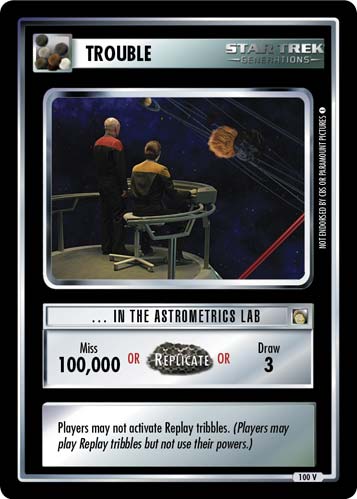 TROUBLE
STAR TREK
GENERATIONS
NOT ENDORSED BY CBS OR PARAMOUNT PICTURES
... IN THE ASTROMETRICS LAB
Miss
100,000
OR
REPLICATE
OR
Draw
3
Players may not activate Replay tribbles. (Players may
play Replay tribbles but not use their powers.)
100 V